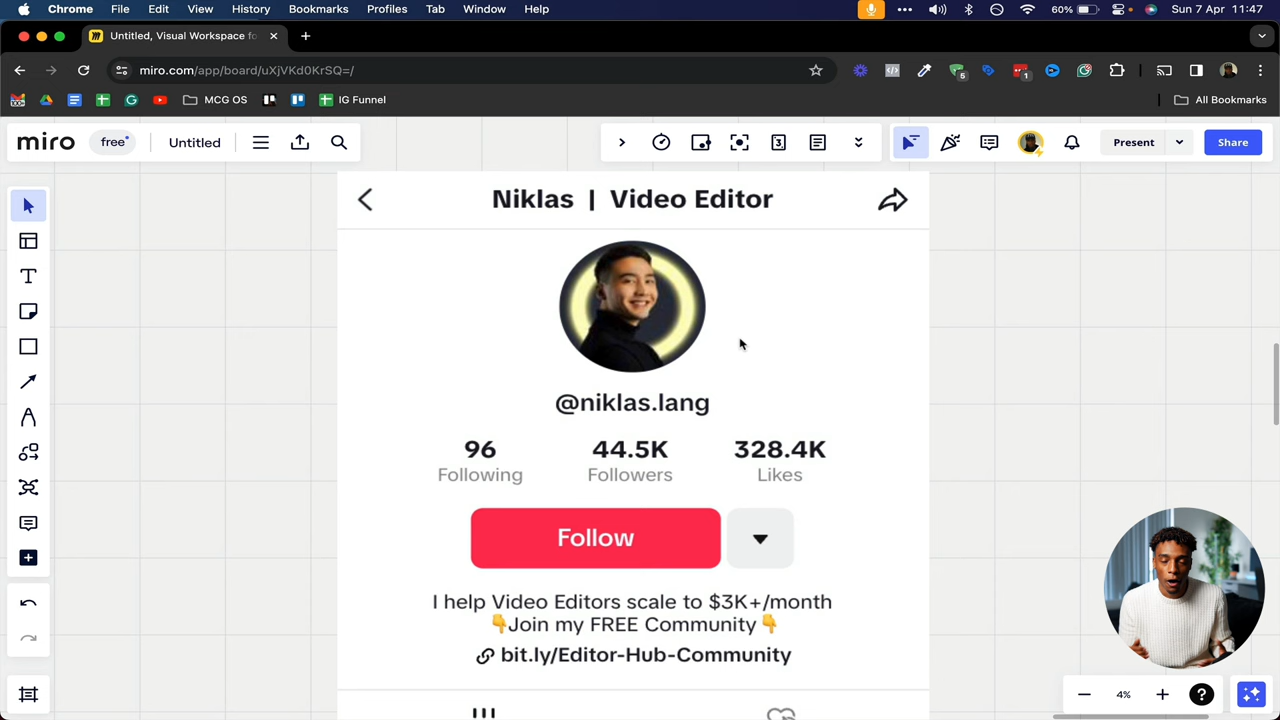 Chrome File Edit View History Bookmarks Profiles Tab Window Help 60% Sun 7 Apr 11:47
Untitled, Visual Workspace fo
miro.com/app/board/uXjVKd0KrSQ=/
5 1
MCG OS IG Funnel All Bookmarks
miro free Untitled 3 Present Share
Niklas | Video Editor
@niklas.lang
96 44.5K 328.4K
Following Followers Likes
Follow
I help Video Editors scale to $3K+/month
👇Join my FREE Community👇
bit.ly/Editor-Hub-Community
4% ?